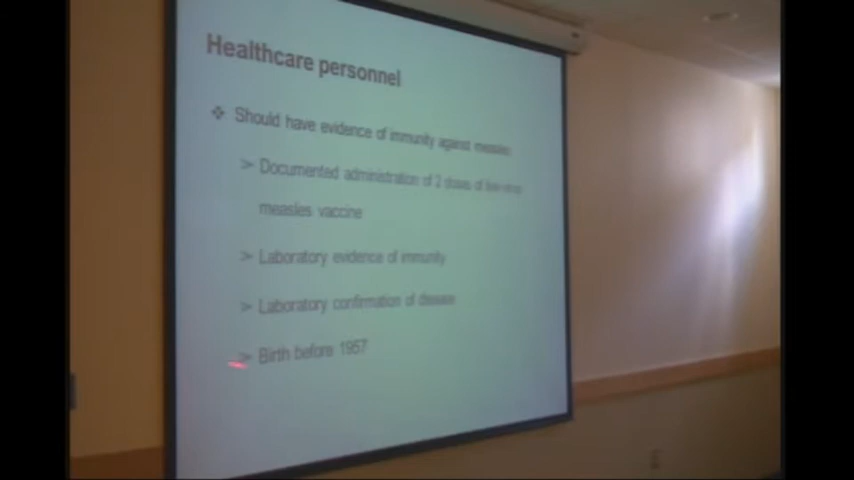 Healthcare personnel
❖ Should have evidence of immunity against measles
➢ Documented administration of 2 doses of live-virus
measles vaccine
➢ Laboratory evidence of immunity
➢ Laboratory confirmation of disease
➢ Birth before 1957